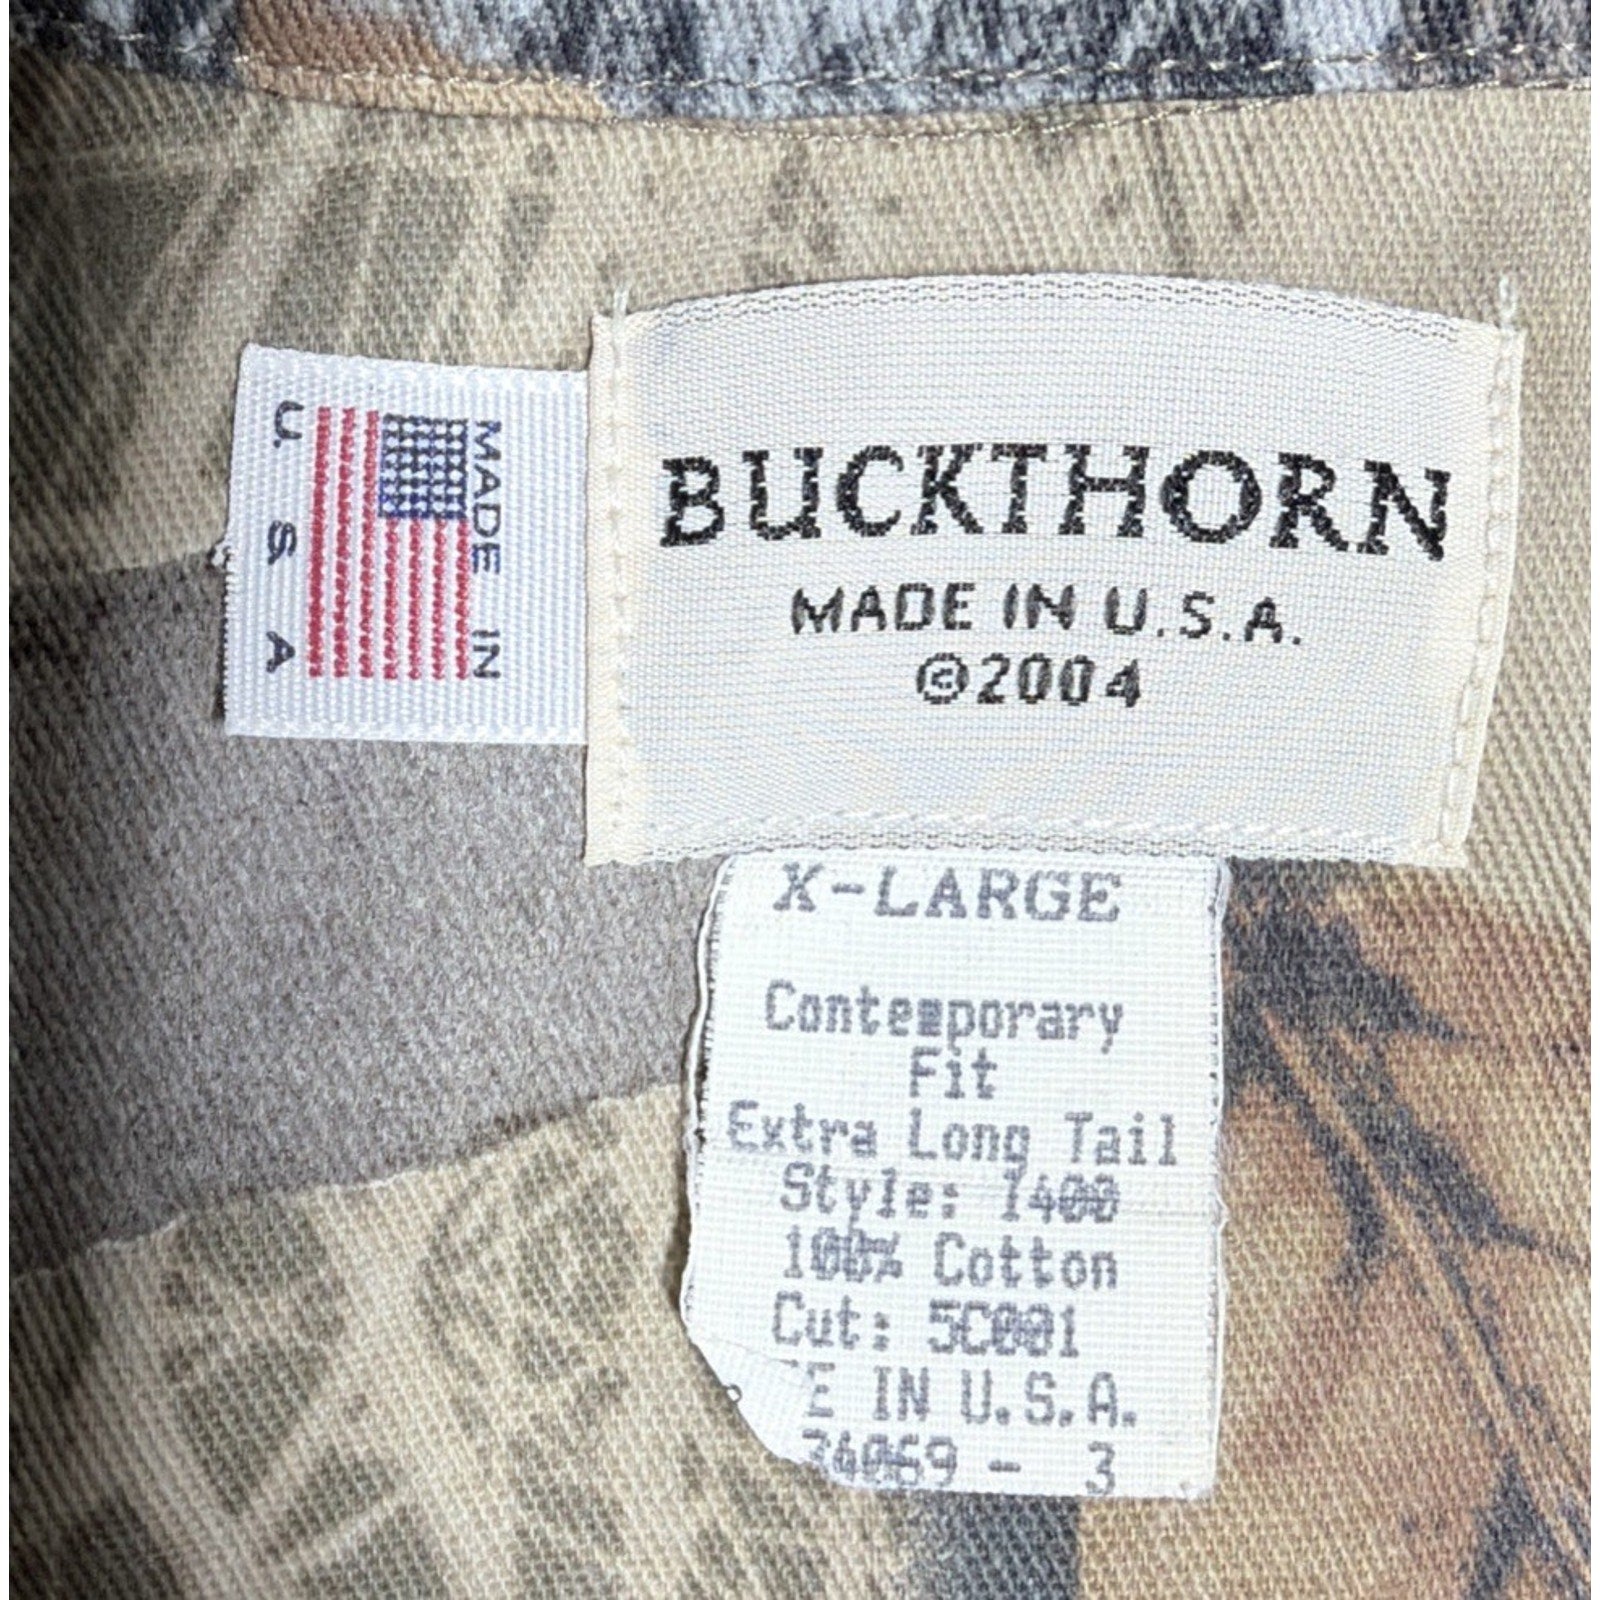 MADE IN
U. S A
BUCKTHORN
MADE IN U.S.A.
©2004
X-LARGE
Contemporary
Fit
Extra Long Tail
Style: 1400
100% Cotton
Cut: 5C001
E IN U.S.A.
34069 - 3